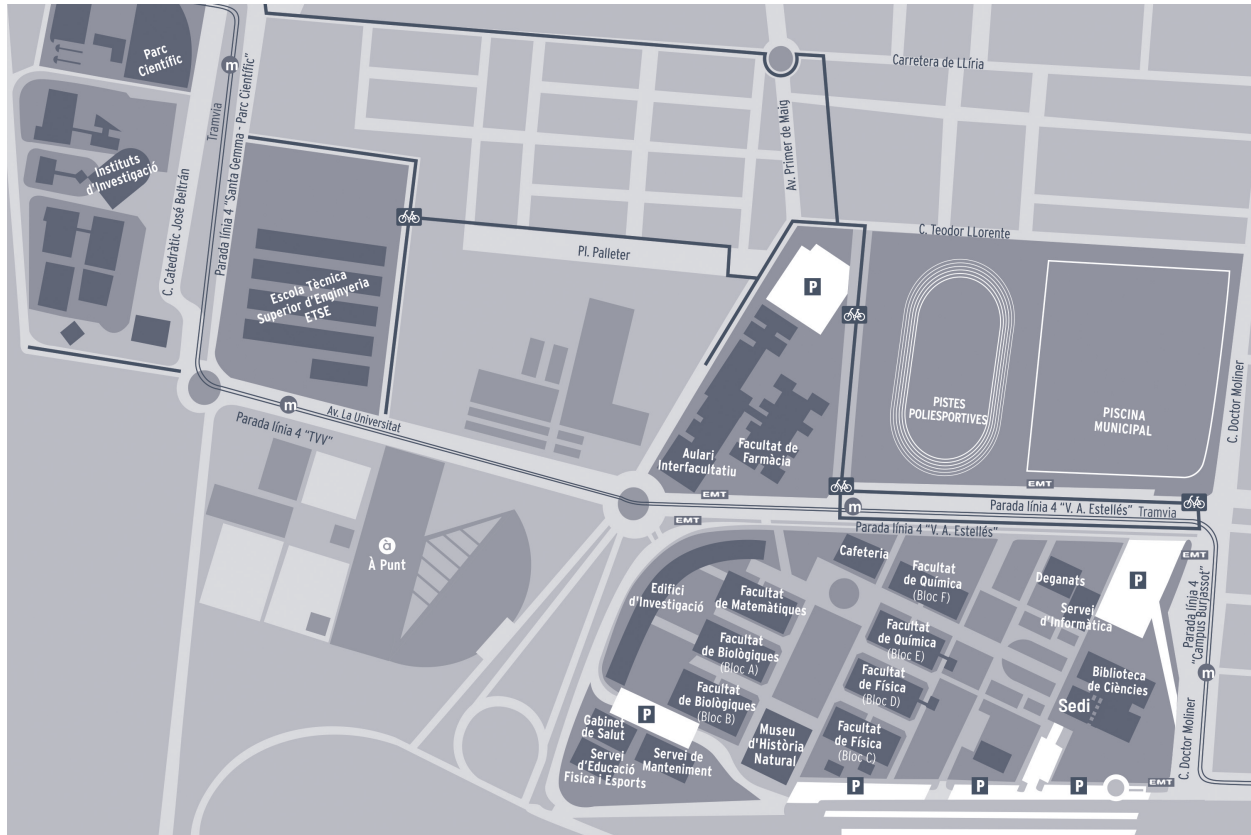 Parc
Científic
m
Tramvia
Parada línia 4 "Santa Gemma - Parc Científic"
Carretera de LLíria
Av. Primer de Maig
Instituts
d'Investigació
C. Catedràtic José Beltrán
C. Teodor LLorente
Pl. Palleter
P
Escola Tècnica
Superior d'Enginyeria
ETSE
PISTES
POLIESPORTIVES
PISCINA
MUNICIPAL
C. Doctor Moliner
m
Av. La Universitat
Parada línia 4 "TVV"
Aulari
Interfacultatiu
Facultat de
Farmàcia
EMT
EMT
EMT
m
Parada línia 4 "V. A. Estellés"
Tramvia
Parada línia 4 "V. A. Estellés"
à
À Punt
Cafeteria
Facultat
de Química
(Bloc F)
Deganats
Servei
d'Informàtica
P
EMT
Parada línia 4
"Campus Burjassot"
m
Edifici
d'Investigació
Facultat
de Matemàtiques
Facultat
de Biològiques
(Bloc A)
Facultat
de Química
(Bloc E)
Facultat
de Física
(Bloc D)
Biblioteca
de Ciències
Sedi
Facultat
de Biològiques
(Bloc B)
P
Gabinet
de Salut
Servei
d'Educació
Fisica i Esports
Servei de
Manteniment
Museu
d'Història
Natural
Facultat
de Física
(Bloc C)
C. Doctor Moliner
P
P
P
EMT